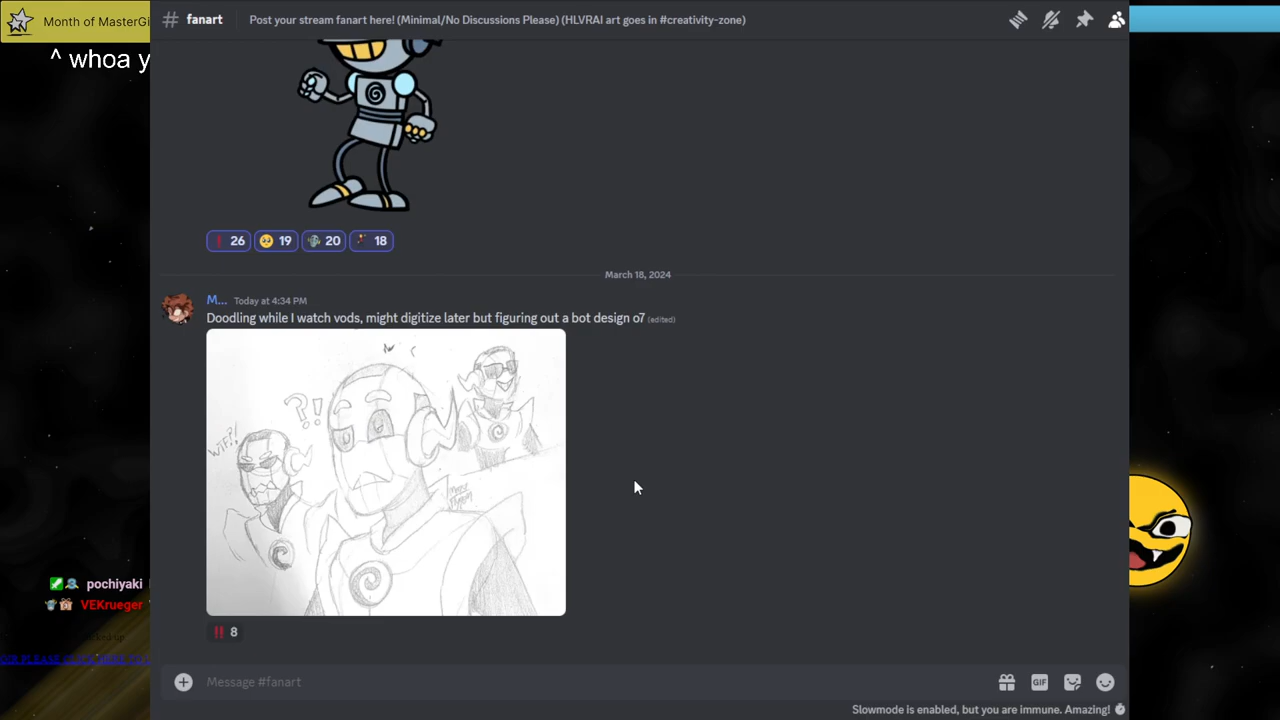 Month of MasterGi
# fanart
Post your stream fanart here! (Minimal/No Discussions Please) (HLVRAI art goes in #creativity-zone)
^ whoa y
26 19 20 18
March 18, 2024
M... Today at 4:34 PM
Doodling while I watch vods, might digitize later but figuring out a bot design o7 (edited)
?!
WTF?!
8
pochiyaki
VEKrueger
Message #fanart
GIF
Slowmode is enabled, but you are immune. Amazing!